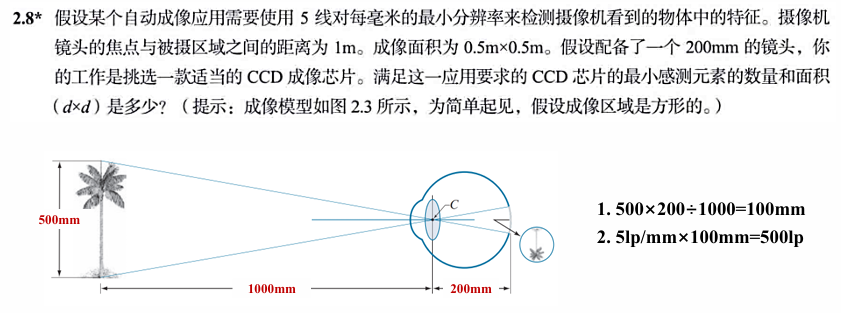 2.8* 假设某个自动成像应用需要使用 5 线对每毫米的最小分辨率来检测摄像机看到的物体中的特征。摄像机
镜头的焦点与被摄区域之间的距离为 1m。成像面积为 0.5m×0.5m。假设配备了一个 200mm 的镜头，你
的工作是挑选一款适当的 CCD 成像芯片。满足这一应用要求的 CCD 芯片的最小感测元素的数量和面积
（d×d）是多少？（提示：成像模型如图 2.3 所示，为简单起见，假设成像区域是方形的。）
500mm
C
1000mm
200mm
1. 500×200÷1000=100mm
2. 5lp/mm×100mm=500lp